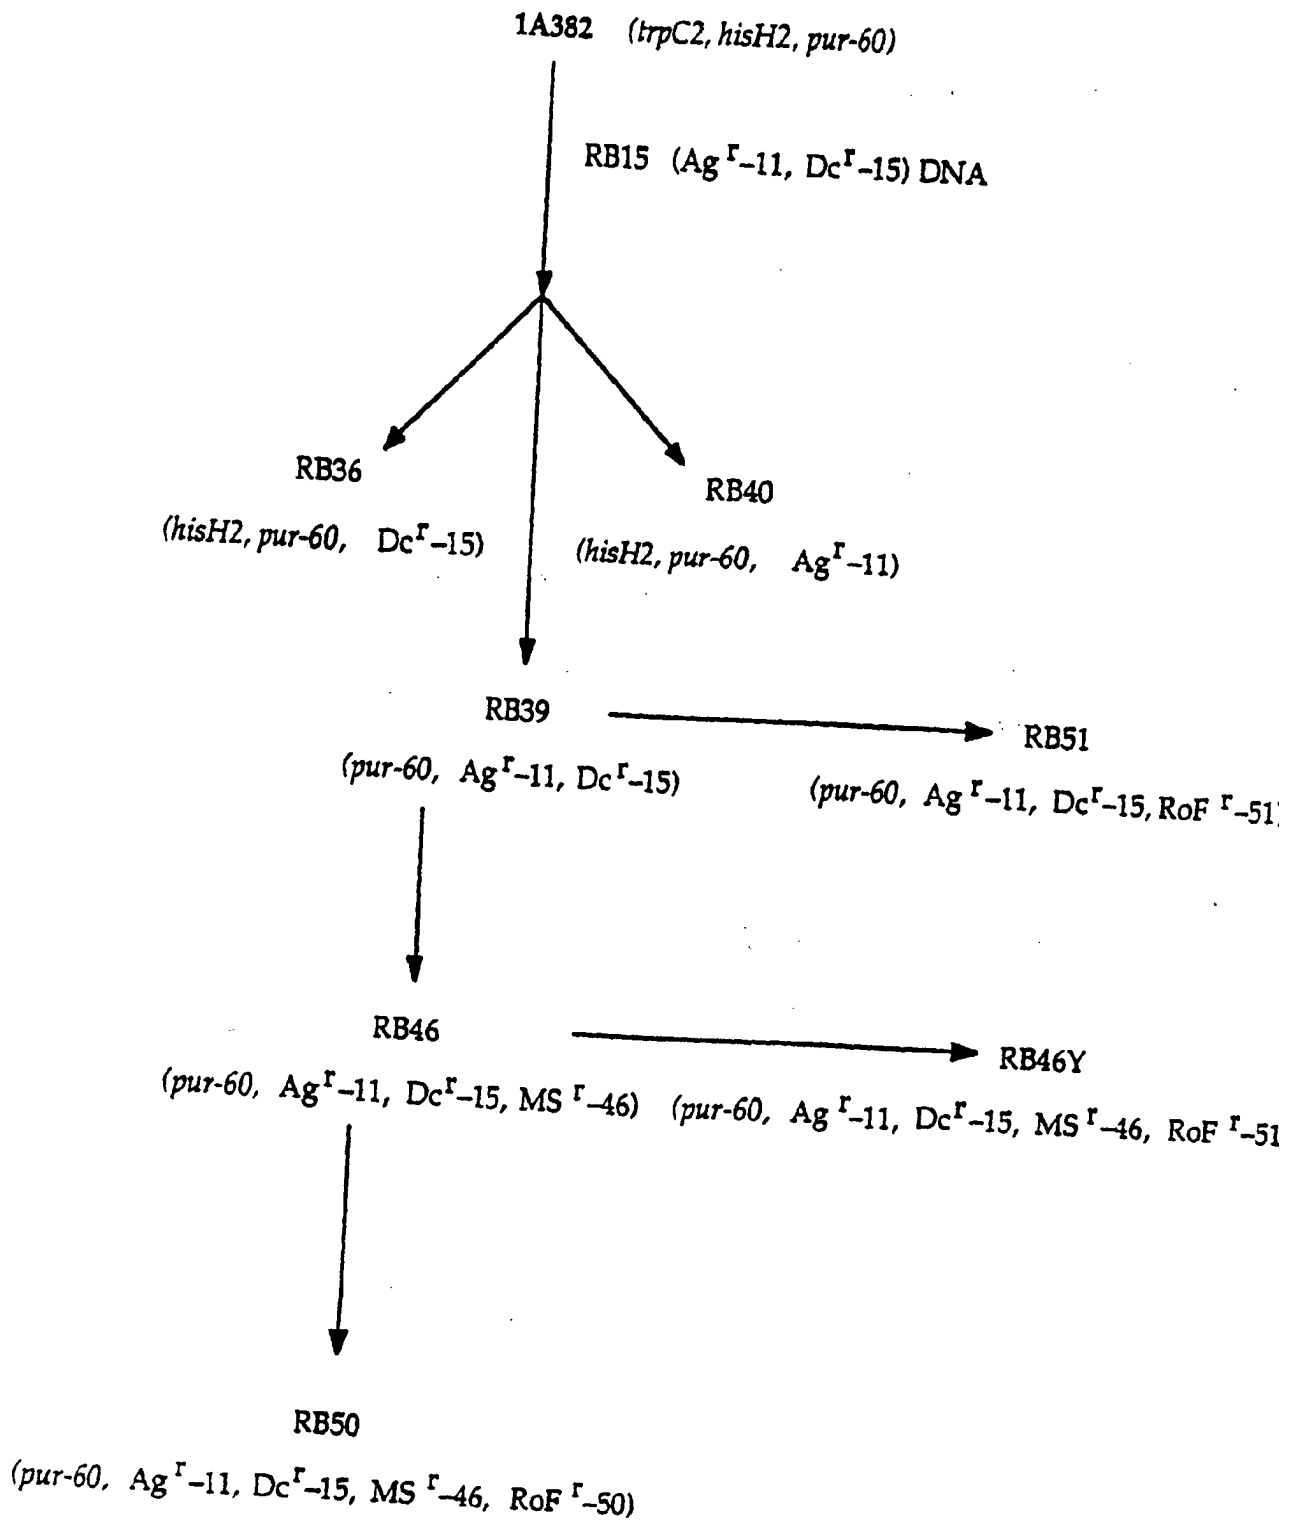 1A382 (trpC2, hisH2, pur-60)
RB15 (Ag r-11, Dc r-15) DNA
RB36
(hisH2, pur-60, Dc r-15)
RB40
(hisH2, pur-60, Ag r-11)
RB39
(pur-60, Ag r-11, Dc r-15)
RB51
(pur-60, Ag r-11, Dc r-15, RoF r-51)
RB46
(pur-60, Ag r-11, Dc r-15, MS r-46)
RB46Y
(pur-60, Ag r-11, Dc r-15, MS r-46, RoF r-51
RB50
(pur-60, Ag r-11, Dc r-15, MS r-46, RoF r-50)